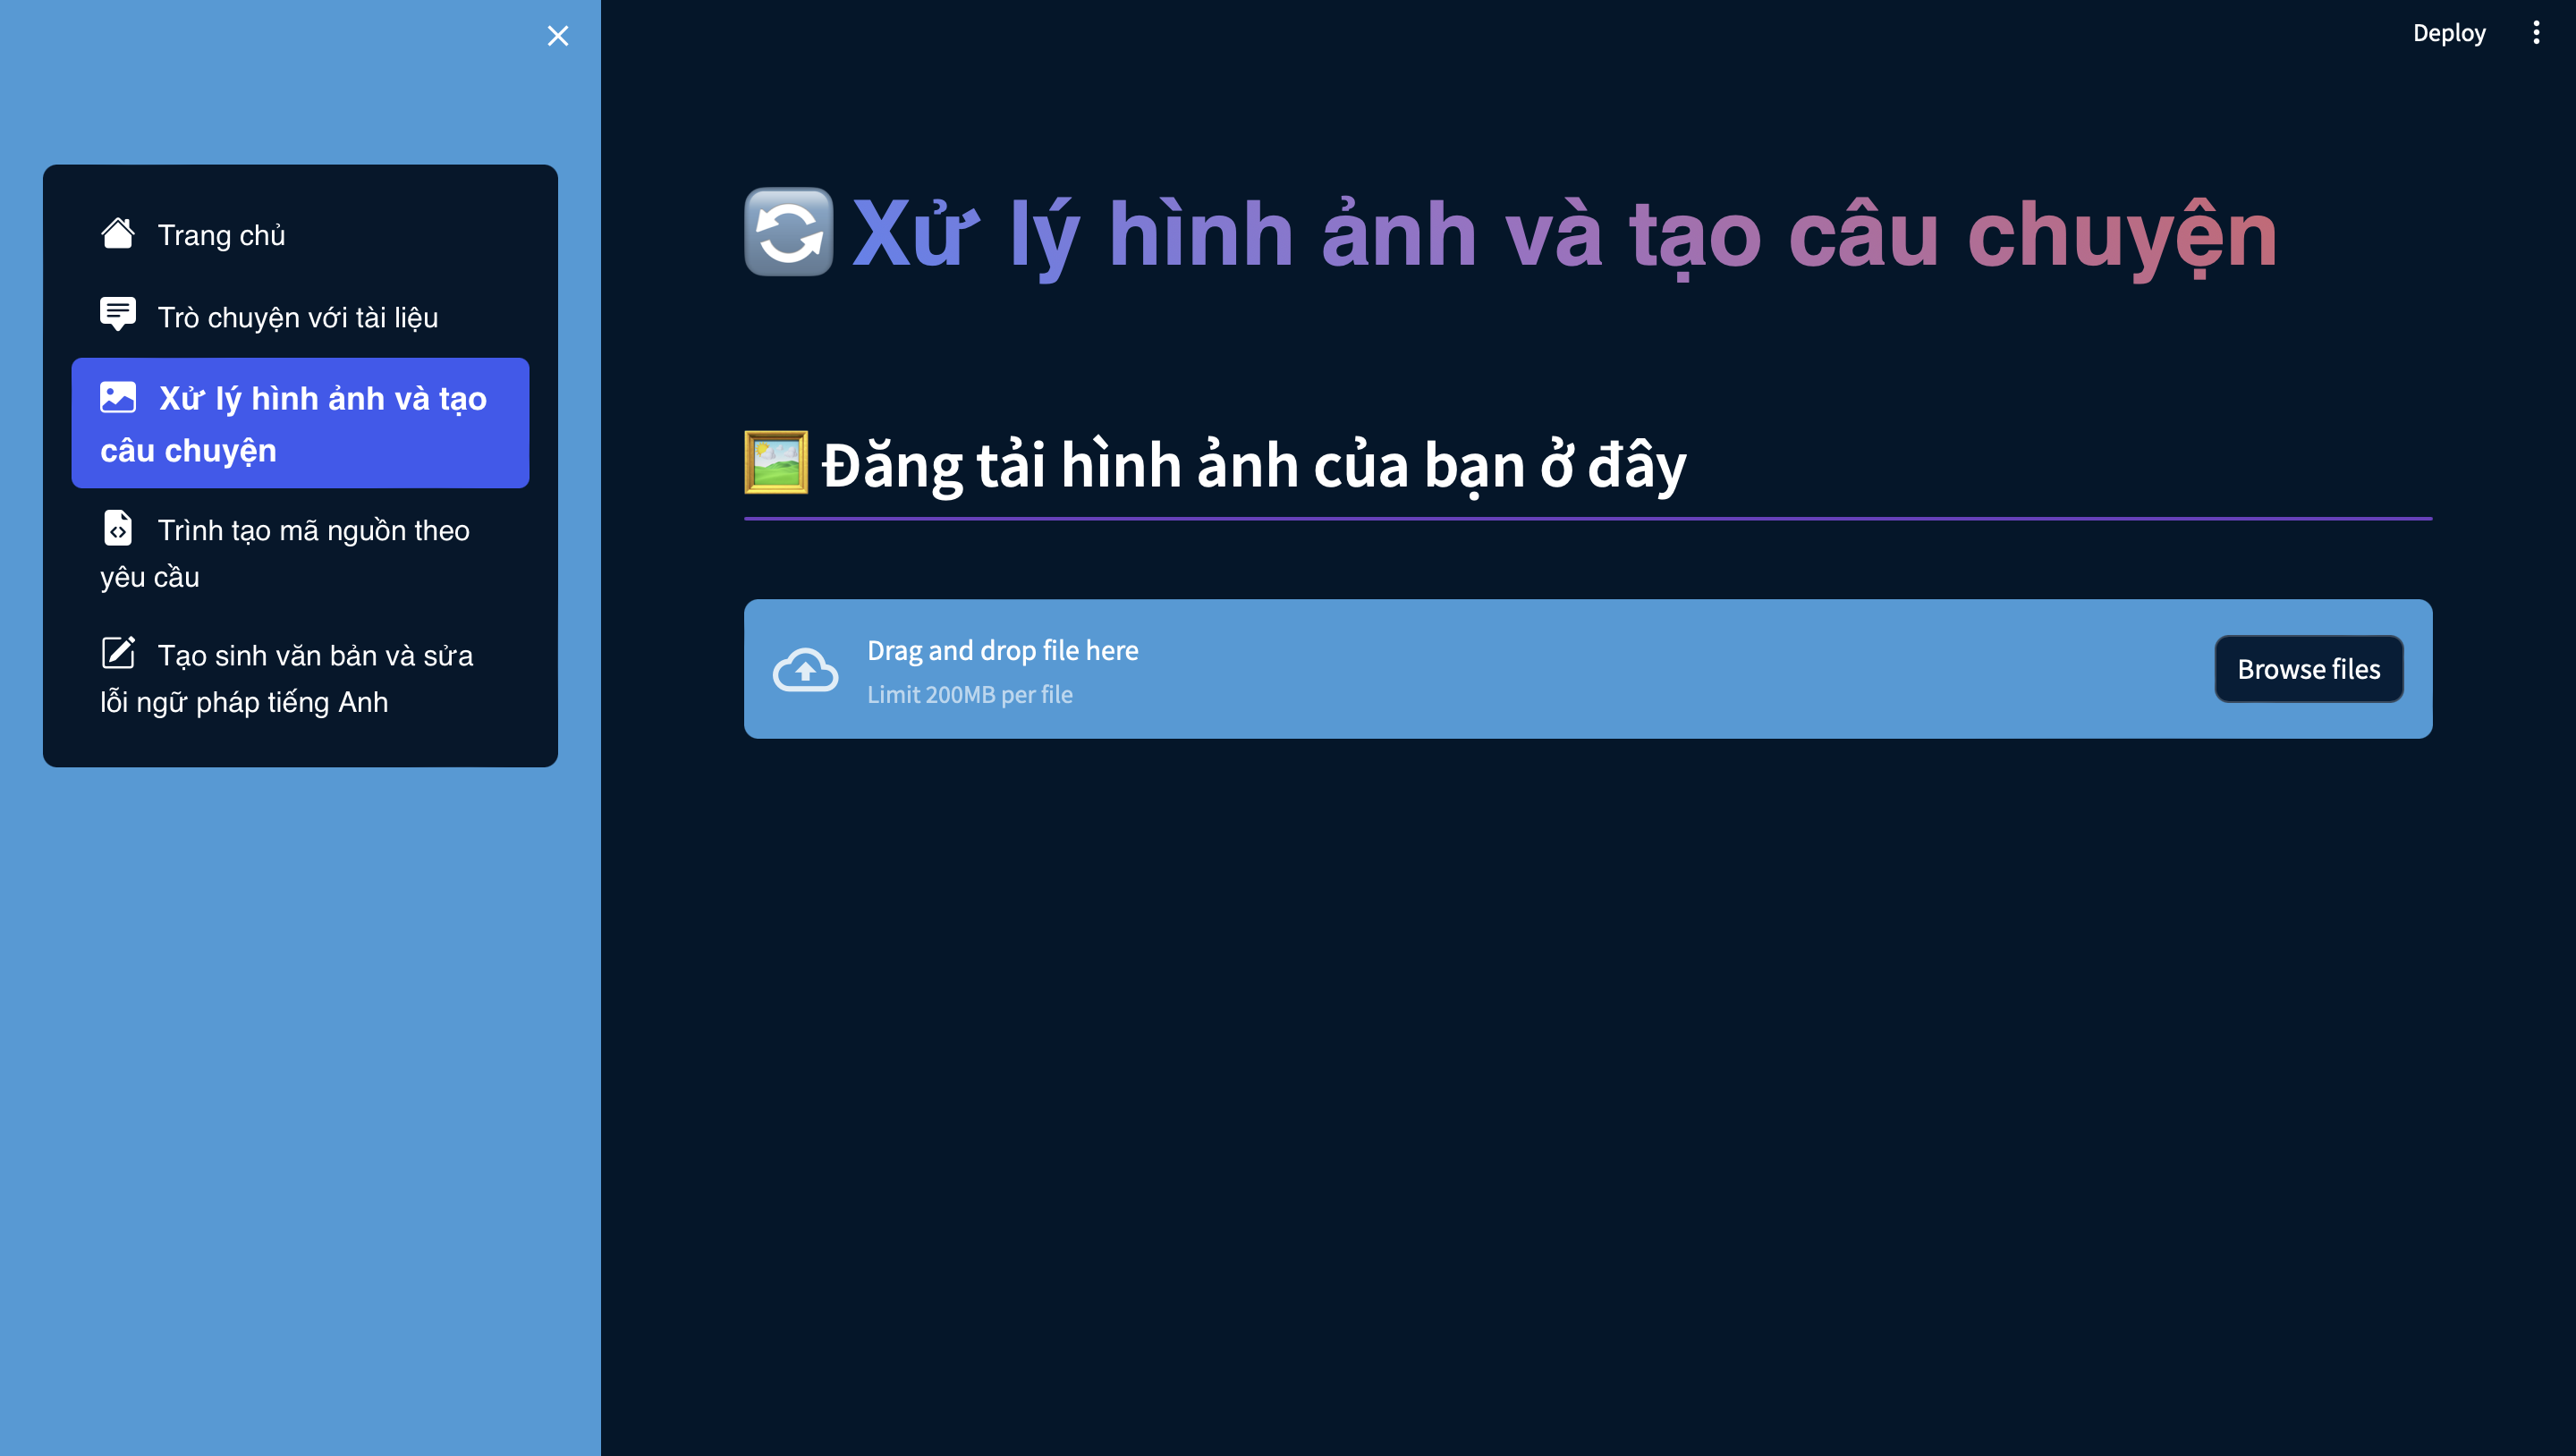 Deploy
Trang chủ
Trò chuyện với tài liệu
Xử lý hình ảnh và tạo
câu chuyện
Trình tạo mã nguồn theo
yêu cầu
Tạo sinh văn bản và sửa
lỗi ngữ pháp tiếng Anh
Xử lý hình ảnh và tạo câu chuyện
Đăng tải hình ảnh của bạn ở đây
Drag and drop file here
Limit 200MB per file
Browse files